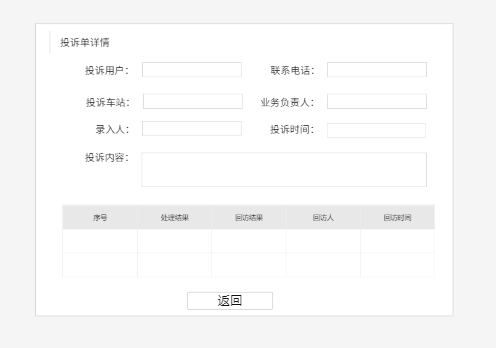 投诉单详情
投诉用户： 联系电话：
投诉车站： 业务负责人：
录入人： 投诉时间：
投诉内容：
序号 处理结果 回访结果 回访人 回访时间
返回